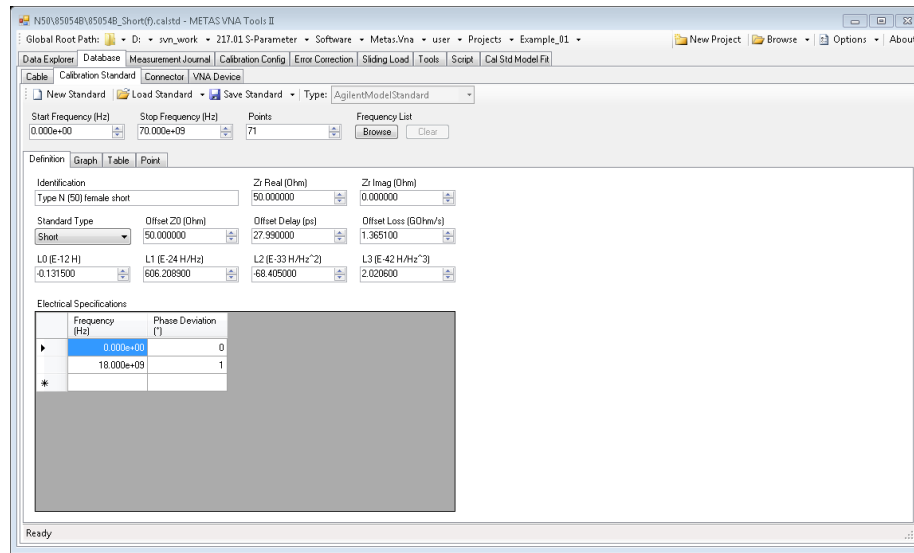 N50\85054B\85054B_Short(f).calstd - METAS VNA Tools II
Global Root Path: D: svn_work 217.01 S-Parameter Software Metas.Vna user Projects Example_01 New Project Browse Options About
Data Explorer Database Measurement Journal Calibration Config Error Correction Sliding Load Tools Script Cal Std Model Fit
Cable Calibration Standard Connector VNA Device
New Standard Load Standard Save Standard Type: AgilentModelStandard
Start Frequency (Hz) Stop Frequency (Hz) Points Frequency List
0.000e+00 70.000e+09 71 Browse Clear
Definition Graph Table Point
Identification Zr Real (Ohm) Zr Imag (Ohm)
Type N (50) female short 50.000000 0.000000
Standard Type Offset Z0 (Ohm) Offset Delay (ps) Offset Loss (GOhm/s)
Short 50.000000 27.990000 1.365100
L0 (E-12 H) L1 (E-24 H/Hz) L2 (E-33 H/Hz^2) L3 (E-42 H/Hz^3)
-0.131500 606.208900 -68.405000 2.020600
Electrical Specifications
Frequency (Hz) Phase Deviation (°)
0.000e+00 0
18.000e+09 1
Ready